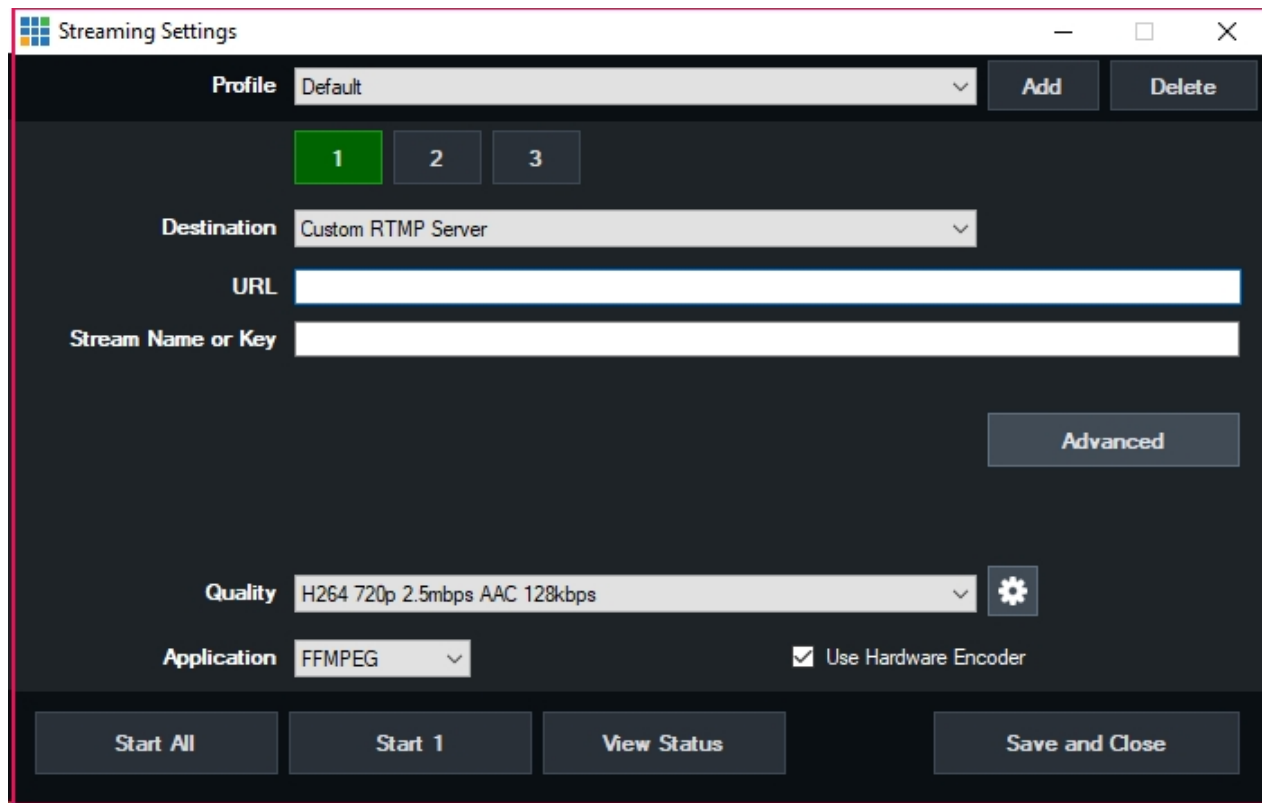 Streaming Settings
Profile Default Add Delete
1 2 3
Destination Custom RTMP Server
URL
Stream Name or Key
Advanced
Quality H264 720p 2.5mbps AAC 128kbps
Application FFMPEG Use Hardware Encoder
Start All Start 1 View Status Save and Close